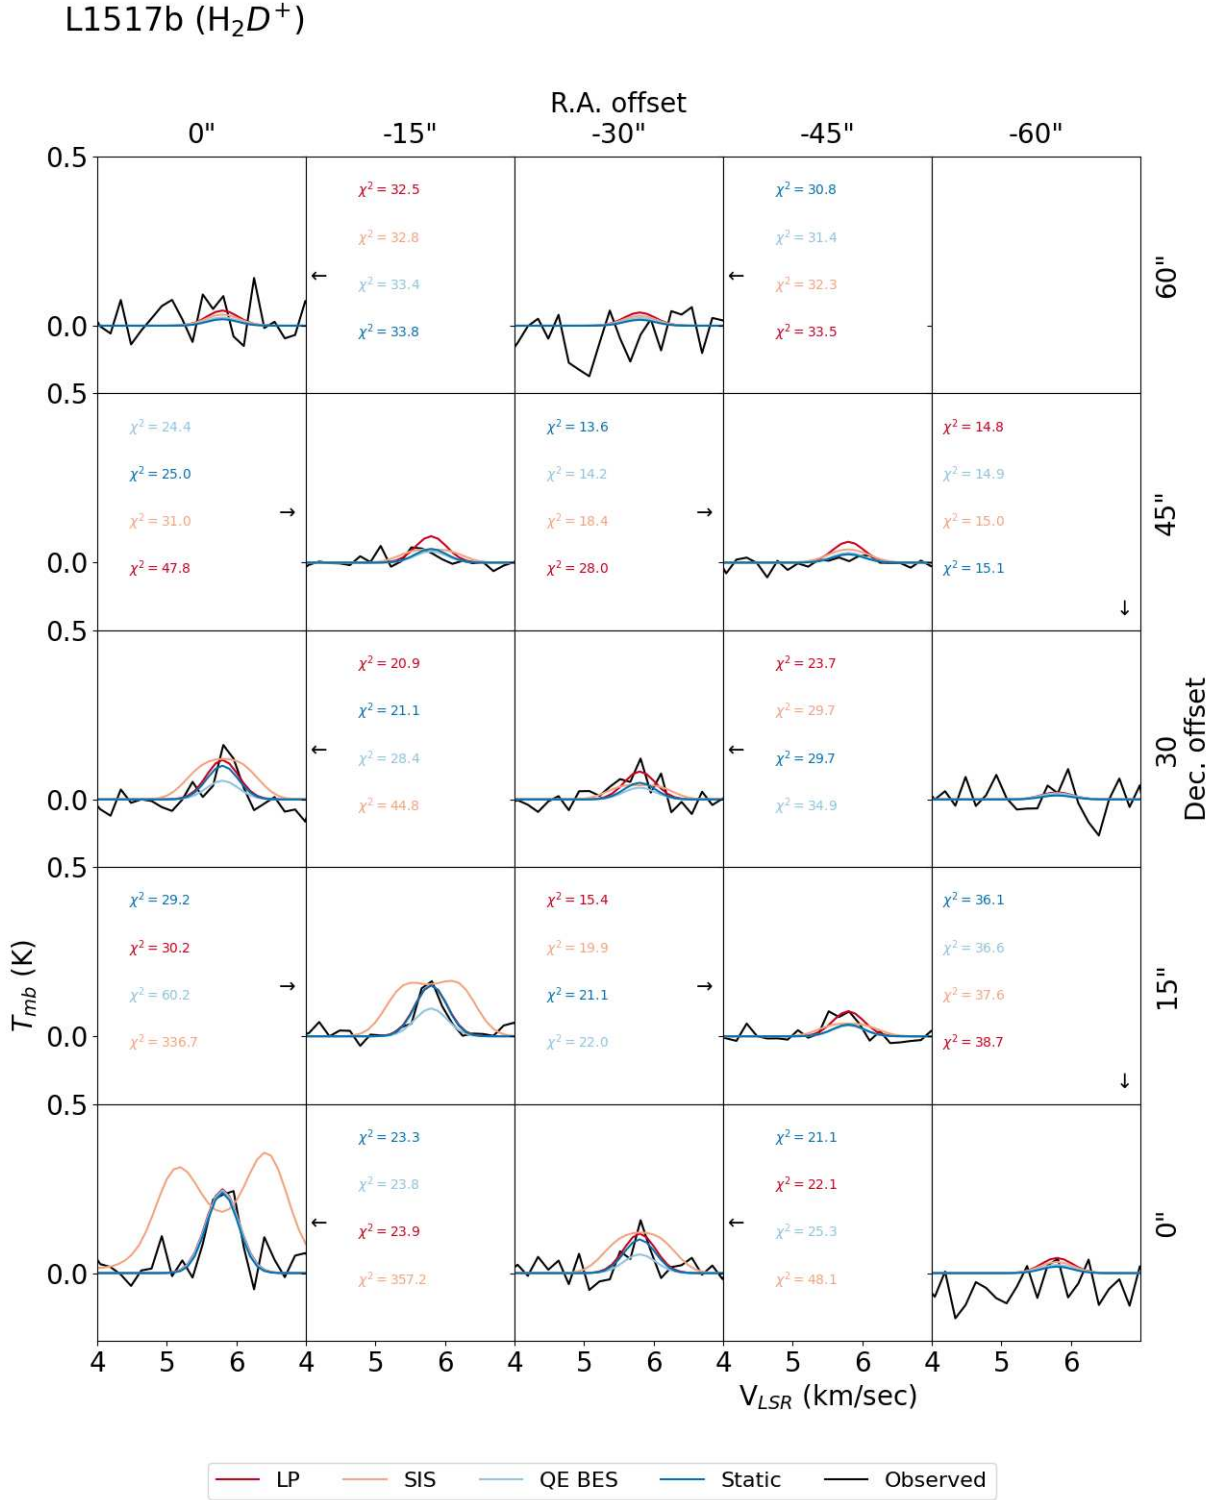 L1517b (H₂D⁺)
R.A. offset
0" -15" -30" -45" -60"
0.5
χ² = 32.5 χ² = 30.8
χ² = 32.8 χ² = 31.4
← ← 60"
χ² = 33.4 χ² = 32.3
0.0 χ² = 33.8 χ² = 33.5
0.5
χ² = 24.4 χ² = 13.6 χ² = 14.8
χ² = 25.0 χ² = 14.2 χ² = 14.9
→ → 45"
χ² = 31.0 χ² = 18.4 χ² = 15.0
0.0 χ² = 47.8 χ² = 28.0 χ² = 15.1
↓
0.5
χ² = 20.9 χ² = 23.7
χ² = 21.1 χ² = 29.7
← ← 30
Dec. offset
χ² = 28.4 χ² = 29.7
0.0 χ² = 44.8 χ² = 34.9
0.5
χ² = 29.2 χ² = 15.4 χ² = 36.1
χ² = 30.2 χ² = 19.9 χ² = 36.6
T_mb (K)
χ² = 60.2 → χ² = 21.1 → χ² = 37.6 15"
0.0 χ² = 336.7 χ² = 22.0 χ² = 38.7
↓
0.5
χ² = 23.3 χ² = 21.1
χ² = 23.8 χ² = 22.1
← χ² = 23.9 ← χ² = 25.3 0"
0.0 χ² = 357.2 χ² = 48.1
4 5 6 4 5 6 4 5 6 4 5 6 4 5 6
V_LSR (km/sec)
LP SIS QE BES Static Observed